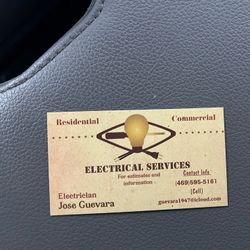 Residential
Commercial
ELECTRICAL SERVICES
For estimates and
information :
Contact info
(469)595-5161
(Cell)
Electrician
Jose Guevara
guevara1947@icloud.com